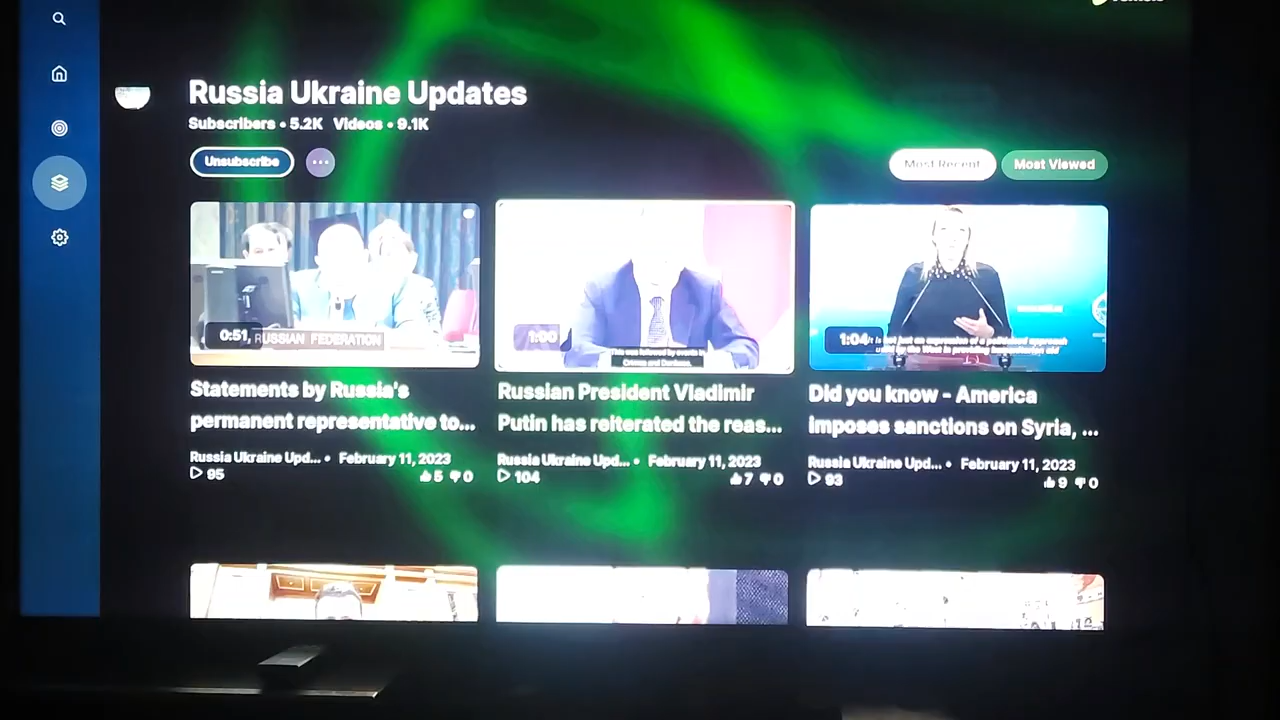 Russia Ukraine Updates
Subscribers • 5.2K Videos • 9.1K
Unsubscribe
Most Recent
Most Viewed
0:51
RUSSIAN FEDERATION
1:00
1:04
Statements by Russia's
permanent representative to...
Russia Ukraine Upd... • February 11, 2023
95
5 0
Russian President Vladimir
Putin has reiterated the reas...
Russia Ukraine Upd... • February 11, 2023
104
7 0
Did you know - America
imposes sanctions on Syria, ...
Russia Ukraine Upd... • February 11, 2023
93
9 0